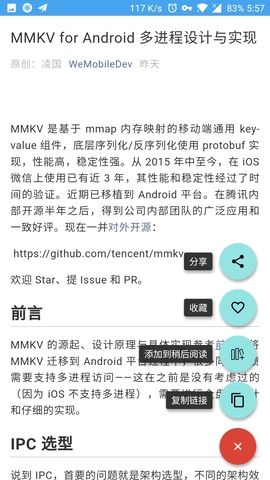 117 K/s 83% 5:57
MMKV for Android 多进程设计与实现
原创：凌国 WeMobileDev 昨天
MMKV 是基于 mmap 内存映射的移动端通用 key-
value 组件，底层序列化/反序列化使用 protobuf 实
现，性能高，稳定性强。从 2015 年中至今，在 iOS
微信上使用已有近 3 年，其性能和稳定性经过了时
间的验证。近期已移植到 Android 平台。在腾讯内
部开源半年之后，得到公司内部团队的广泛应用和
一致好评。现在一并对外开源：
https://github.com/tencent/mmkv
分享
欢迎 Star、提 Issue 和 PR。
收藏
前言
MMKV 的源起、设计原理与具体实现参考前
MMKV 迁移到 Android 平台
添加到稍后阅读
需要支持多进程访问——这在之前是没有考虑过的
（因为 iOS 不支持多进程），需要
复制链接
和仔细的实现。
IPC 选型
说到 IPC，首要的问题就是架构选型，不同的架构效